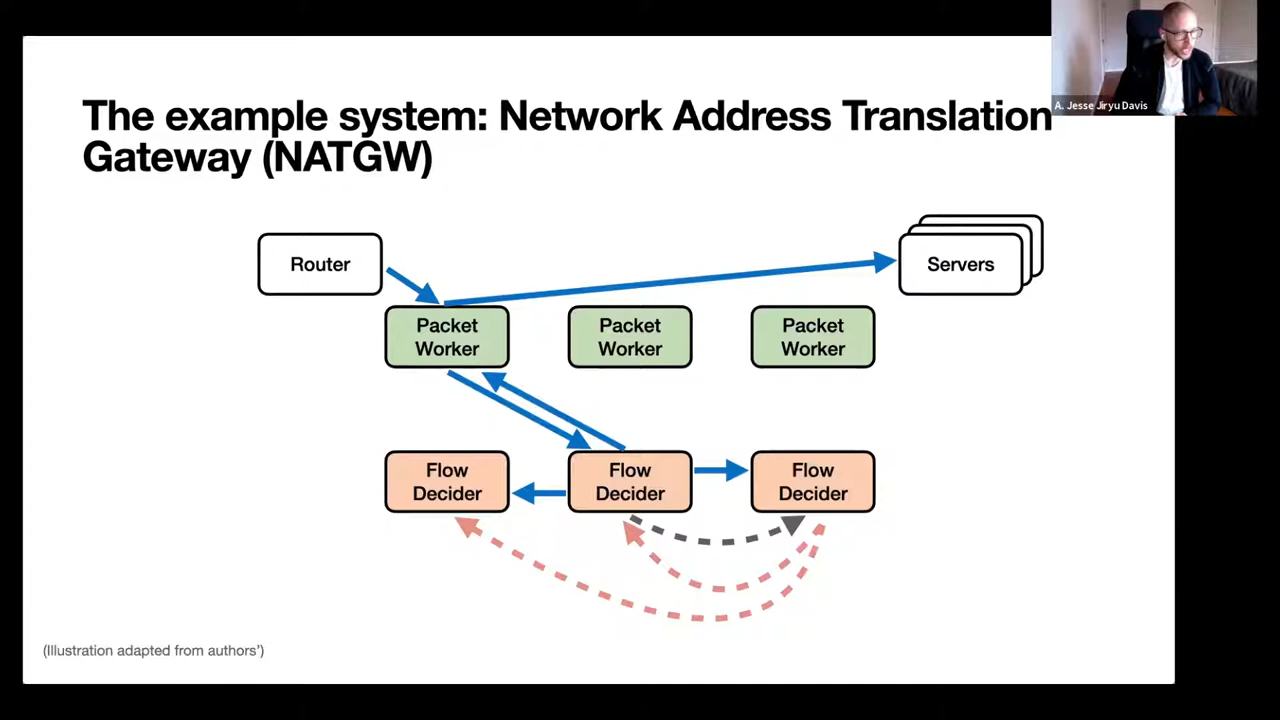 A. Jesse Jiryu Davis
The example system: Network Address Translation
Gateway (NATGW)
Router
Servers
Packet
Worker
Packet
Worker
Packet
Worker
Flow
Decider
Flow
Decider
Flow
Decider
(Illustration adapted from authors’)